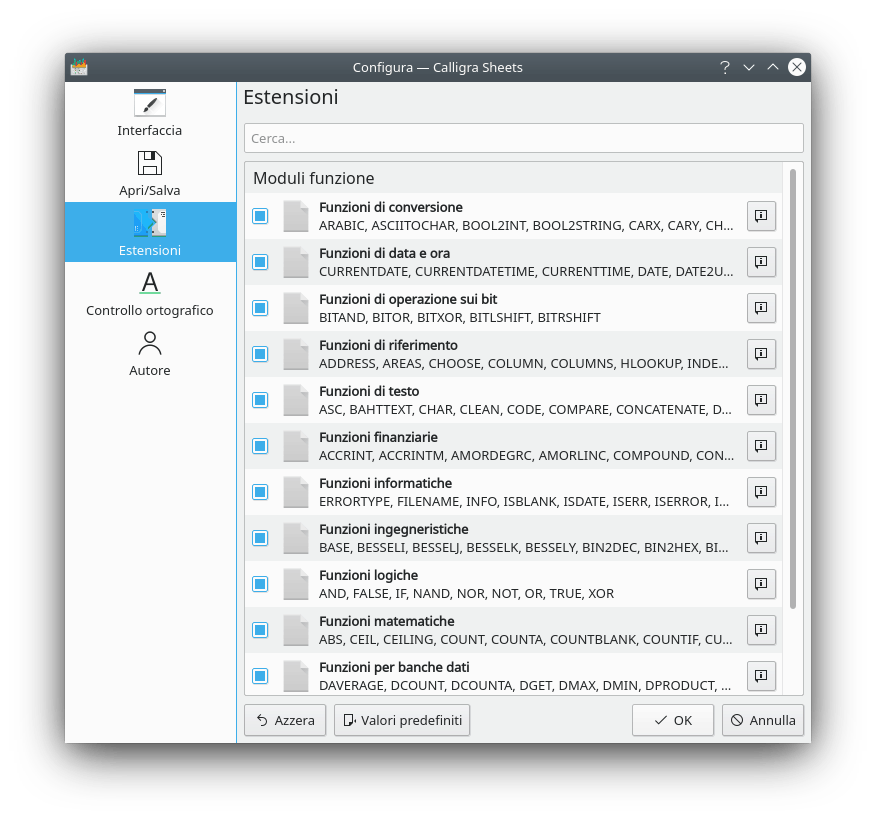 Configura — Calligra Sheets
Interfaccia
Apri/Salva
Estensioni
Controllo ortografico
Autore
Estensioni
Cerca...
Moduli funzione
Funzioni di conversione
ARABIC, ASCIITOCHAR, BOOL2INT, BOOL2STRING, CARX, CARY, CH...
Funzioni di data e ora
CURRENTDATE, CURRENTDATETIME, CURRENTTIME, DATE, DATE2U...
Funzioni di operazione sui bit
BITAND, BITOR, BITXOR, BITLSHIFT, BITRSHIFT
Funzioni di riferimento
ADDRESS, AREAS, CHOOSE, COLUMN, COLUMNS, HLOOKUP, INDE...
Funzioni di testo
ASC, BAHTTEXT, CHAR, CLEAN, CODE, COMPARE, CONCATENATE, D...
Funzioni finanziarie
ACCRINT, ACCRINTM, AMORDEGRC, AMORLINC, COMPOUND, CON...
Funzioni informatiche
ERRORTYPE, FILENAME, INFO, ISBLANK, ISDATE, ISERR, ISERROR, I...
Funzioni ingegneristiche
BASE, BESSELI, BESSELJ, BESSELK, BESSELY, BIN2DEC, BIN2HEX, BI...
Funzioni logiche
AND, FALSE, IF, NAND, NOR, NOT, OR, TRUE, XOR
Funzioni matematiche
ABS, CEIL, CEILING, COUNT, COUNTA, COUNTBLANK, COUNTIF, CU...
Funzioni per banche dati
DAVERAGE, DCOUNT, DCOUNTA, DGET, DMAX, DMIN, DPRODUCT, ...
Azzera
Valori predefiniti
OK
Annulla